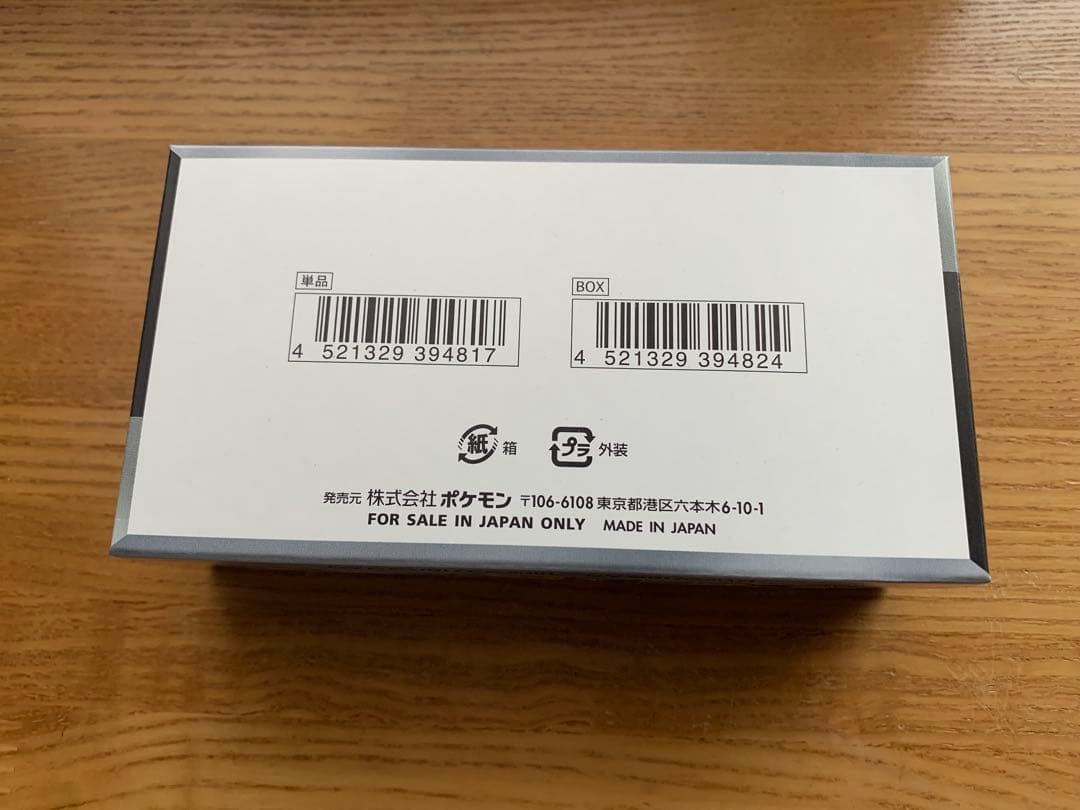 単品
4 521329 394817
BOX
4 521329 394824
紙 箱
プラ 外装
発売元 株式会社 ポケモン 〒106-6108 東京都港区六本木6-10-1
FOR SALE IN JAPAN ONLY MADE IN JAPAN